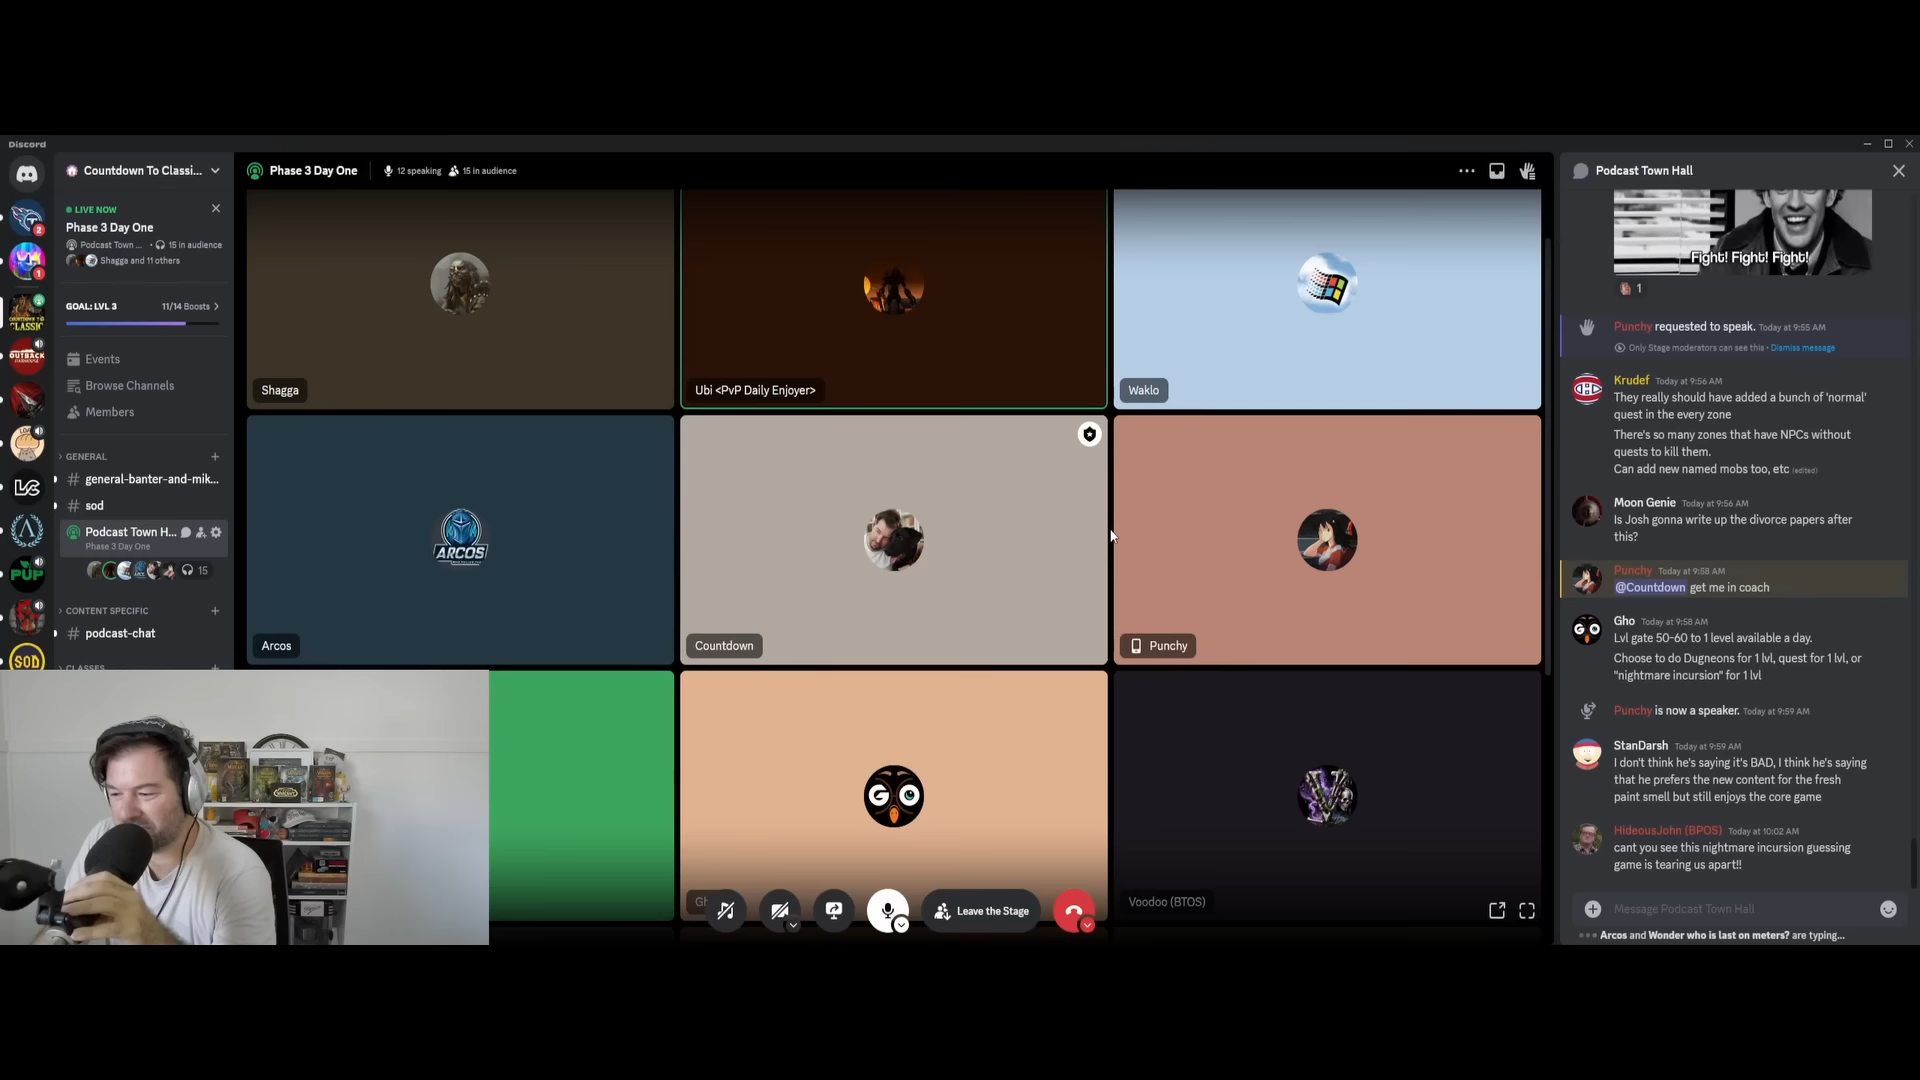 Discord
Countdown To Classi...
LIVE NOW
Phase 3 Day One
Podcast Town ... • 15 in audience
Shagga and 11 others
GOAL: LVL 3 11/14 Boosts
Events
Browse Channels
Members
GENERAL
general-banter-and-mik...
sod
Podcast Town H...
Phase 3 Day One
15
CONTENT SPECIFIC
podcast-chat
CLASSES
2
1
COUNTDOWN TO CLASSIC
OUTBACK
PUP
SOD
Phase 3 Day One 12 speaking 15 in audience
Shagga
Ubi <PvP Daily Enjoyer>
Waklo
ARCOS
Arcos
Countdown
Punchy
GO
Gh
Voodoo (BTOS)
Leave the Stage
Podcast Town Hall
Fight! Fight! Fight!
1
Punchy requested to speak. Today at 9:55 AM
Only Stage moderators can see this • Dismiss message
Krudef Today at 9:56 AM
They really should have added a bunch of 'normal'
quest in the every zone
There's so many zones that have NPCs without
quests to kill them.
Can add new named mobs too, etc (edited)
Moon Genie Today at 9:56 AM
Is Josh gonna write up the divorce papers after
this?
Punchy Today at 9:58 AM
@Countdown get me in coach
Gho Today at 9:58 AM
Lvl gate 50-60 to 1 level available a day.
Choose to do Dugneons for 1 lvl, quest for 1 lvl, or
"nightmare incursion" for 1 lvl
Punchy is now a speaker. Today at 9:59 AM
StanDarsh Today at 9:59 AM
I don't think he's saying it's BAD, I think he's saying
that he prefers the new content for the fresh
paint smell but still enjoys the core game
HideousJohn (BPOS) Today at 10:02 AM
cant you see this nightmare incursion guessing
game is tearing us apart!!
Message Podcast Town Hall
Arcos and Wonder who is last on meters? are typing...